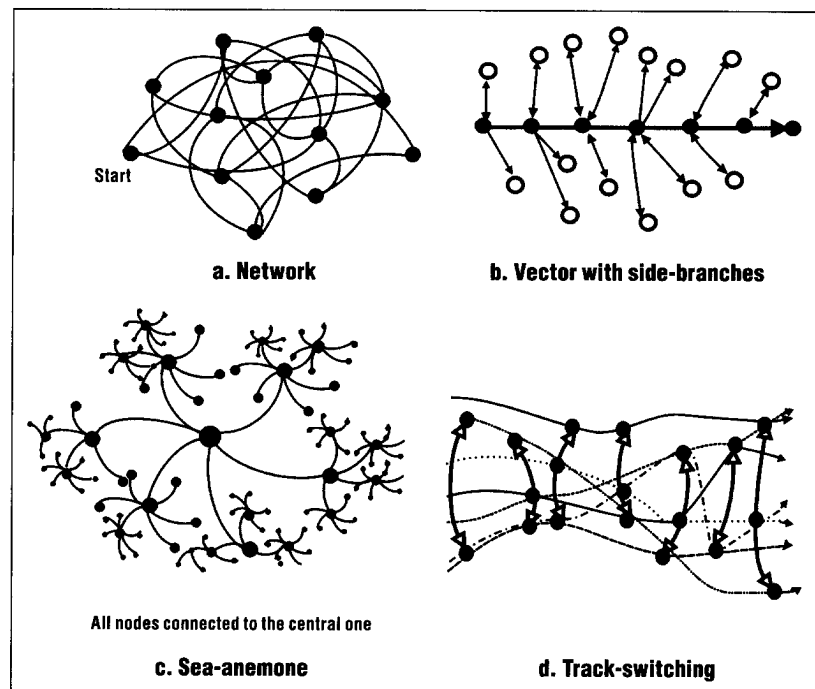 Start
a. Network
b. Vector with side-branches
All nodes connected to the central one
c. Sea-anemone
d. Track-switching